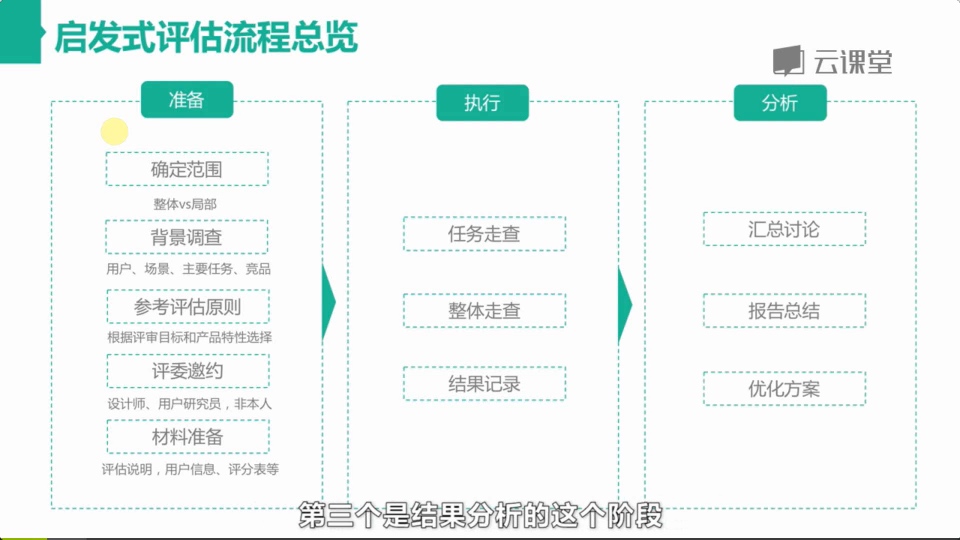 启发式评估流程总览
云课堂
准备
确定范围
整体vs局部
背景调查
用户、场景、主要任务、竞品
参考评估原则
根据评审目标和产品特性选择
评委邀约
设计师、用户研究员，非本人
材料准备
评估说明，用户信息、评分表等
执行
任务走查
整体走查
结果记录
分析
汇总讨论
报告总结
优化方案
第三个是结果分析的这个阶段